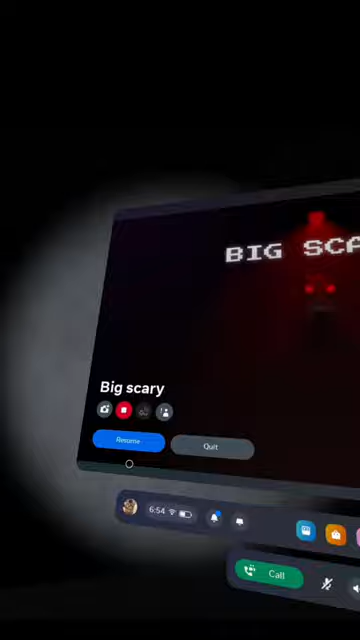 BIG SCA
Big scary
Resume
Quit
6:54
Call